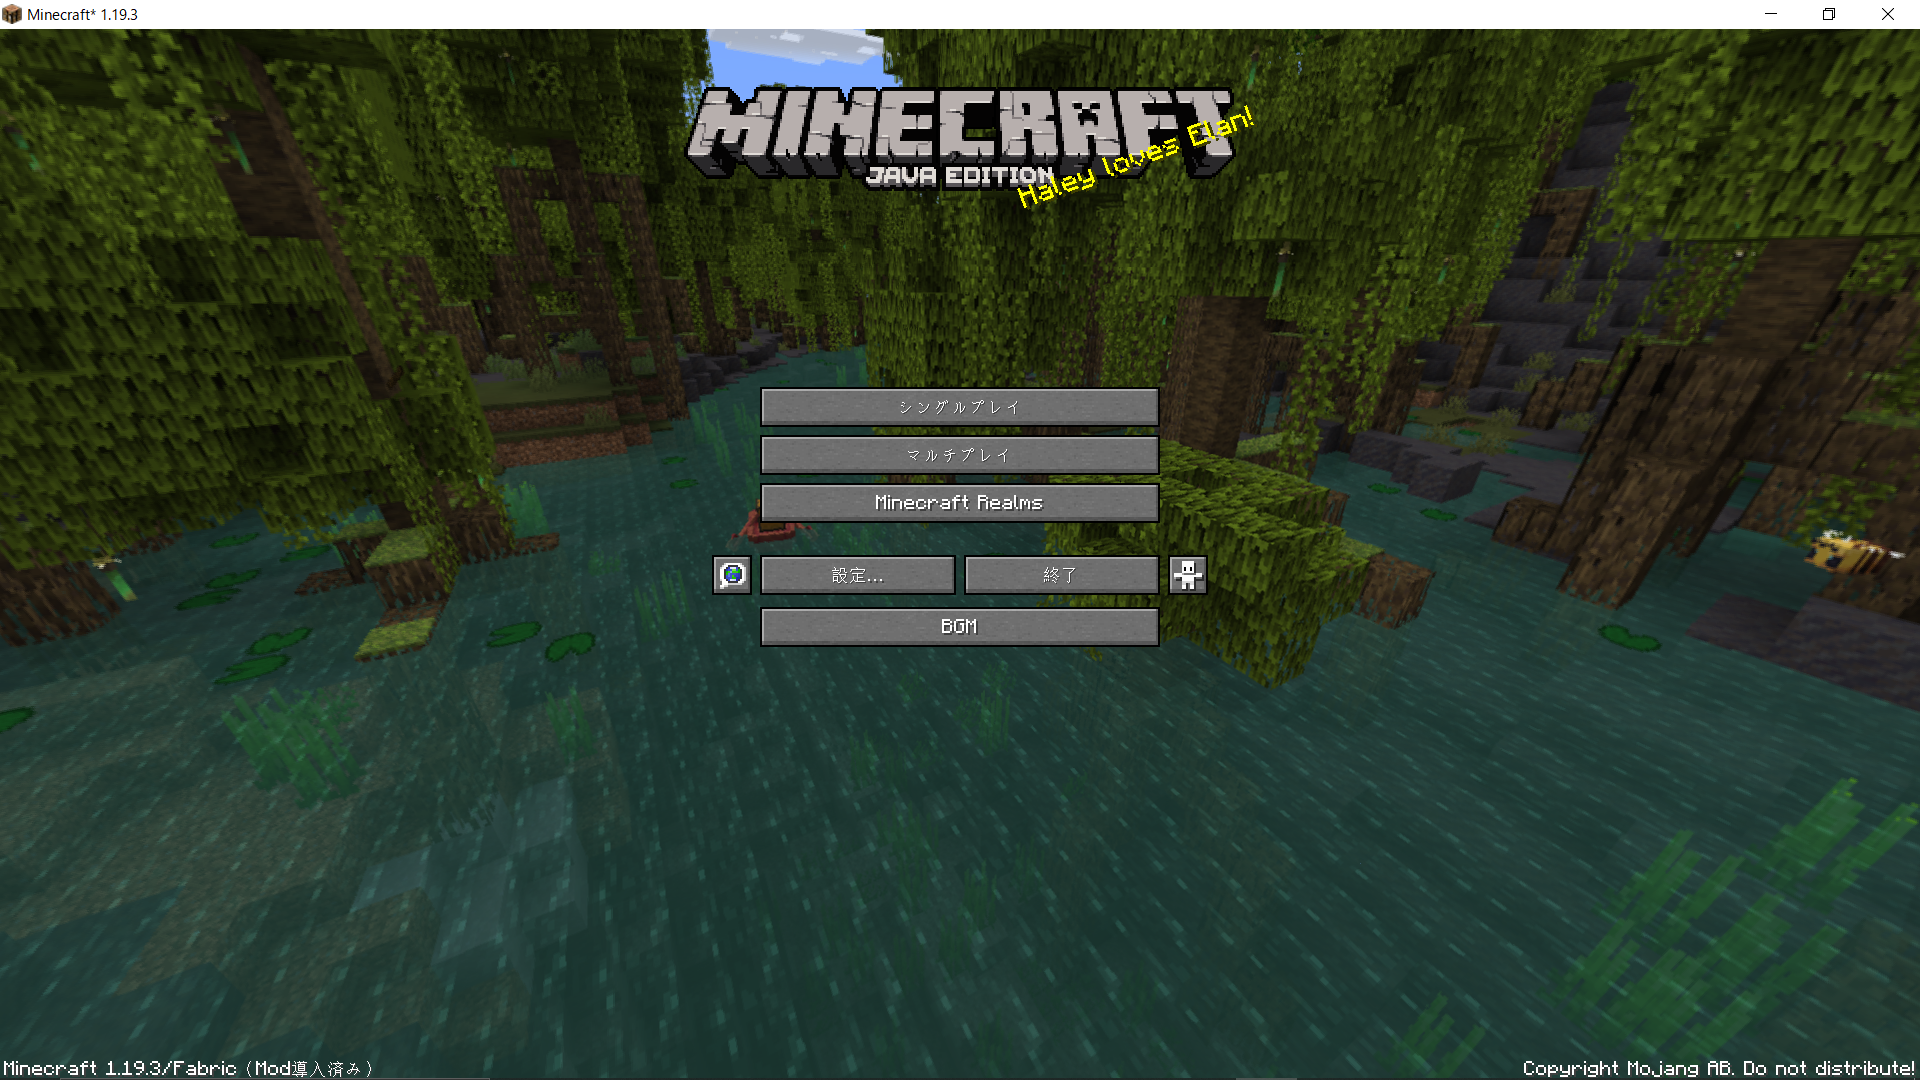 Minecraft* 1.19.3
MINECRAFT
JAVA EDITION
Haley loves Elan!
シングルプレイ
マルチプレイ
Minecraft Realms
設定...
終了
BGM
Minecraft 1.19.3/Fabric（Mod導入済み）
Copyright Mojang AB. Do not distribute!